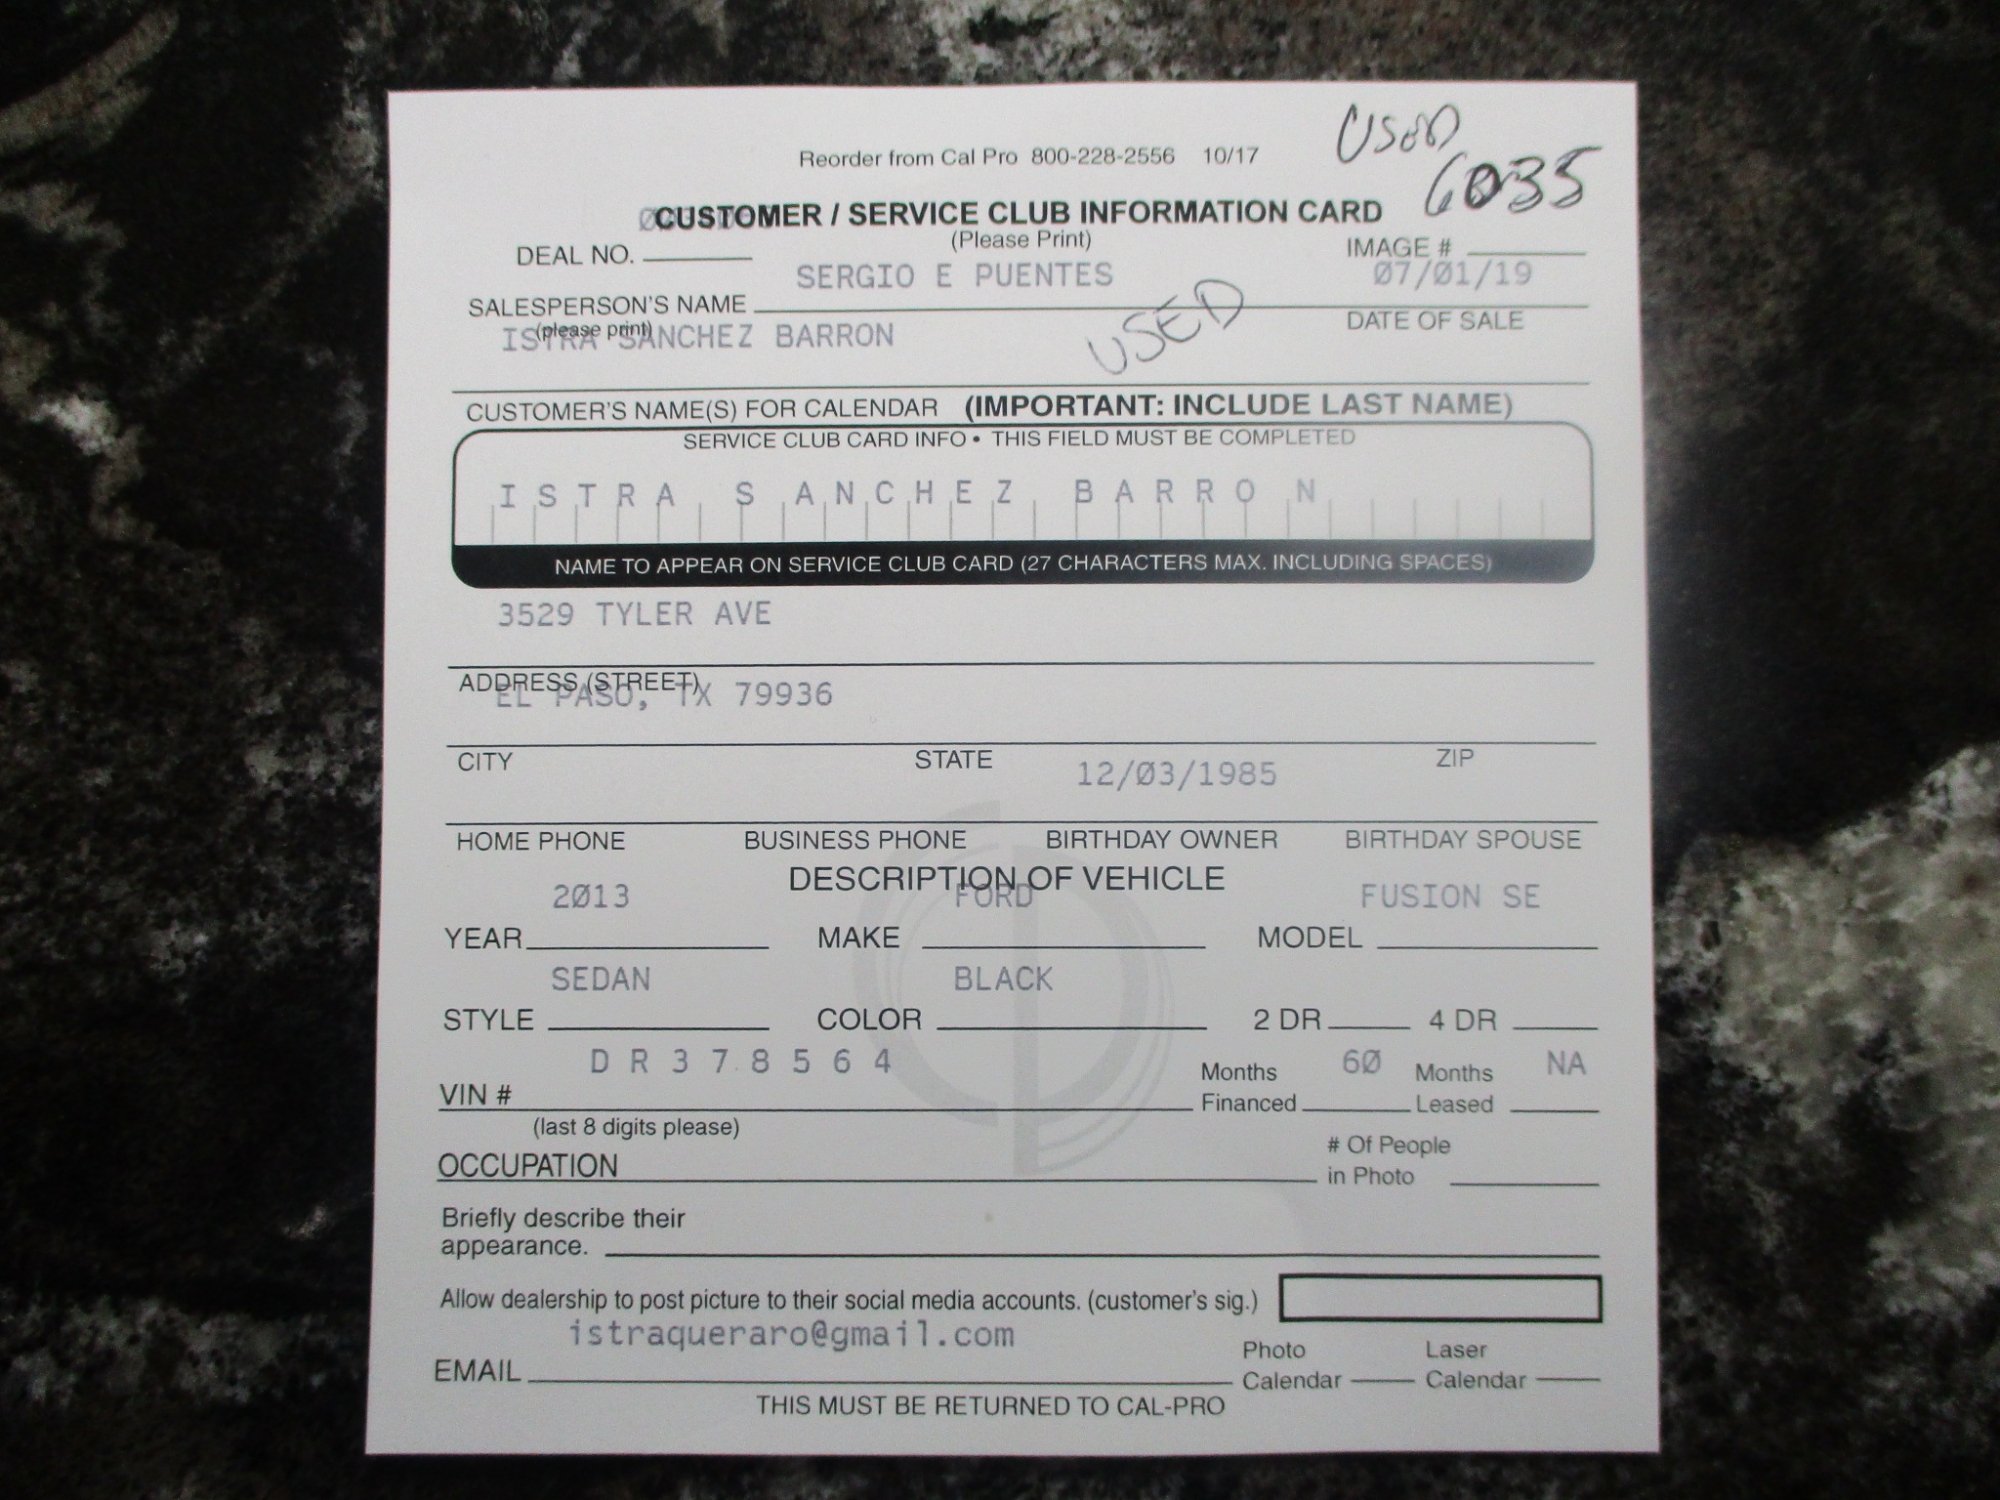 USED
Reorder from Cal Pro 800-228-2556 10/17
6035
CUSTOMER / SERVICE CLUB INFORMATION CARD
(Please Print)
DEAL NO.
IMAGE #
SERGIO E PUENTES
07/01/19
SALESPERSON'S NAME
(please print)
DATE OF SALE
USED
ISTRA SANCHEZ BARRON
CUSTOMER'S NAME(S) FOR CALENDAR (IMPORTANT: INCLUDE LAST NAME)
SERVICE CLUB CARD INFO • THIS FIELD MUST BE COMPLETED
ISTRA SANCHEZ BARRON
NAME TO APPEAR ON SERVICE CLUB CARD (27 CHARACTERS MAX. INCLUDING SPACES)
3529 TYLER AVE
ADDRESS (STREET)
EL PASO, TX 79936
CITY STATE ZIP
12/03/1985
HOME PHONE BUSINESS PHONE BIRTHDAY OWNER BIRTHDAY SPOUSE
DESCRIPTION OF VEHICLE
2013 FORD FUSION SE
YEAR MAKE MODEL
SEDAN BLACK
STYLE COLOR 2 DR 4 DR
D R 3 7 8 5 6 4 Months 60 Months NA
VIN # Financed Leased
(last 8 digits please)
# Of People
OCCUPATION in Photo
Briefly describe their
appearance.
Allow dealership to post picture to their social media accounts. (customer's sig.)
istraqueraro@gmail.com
Photo Laser
EMAIL Calendar Calendar
THIS MUST BE RETURNED TO CAL-PRO